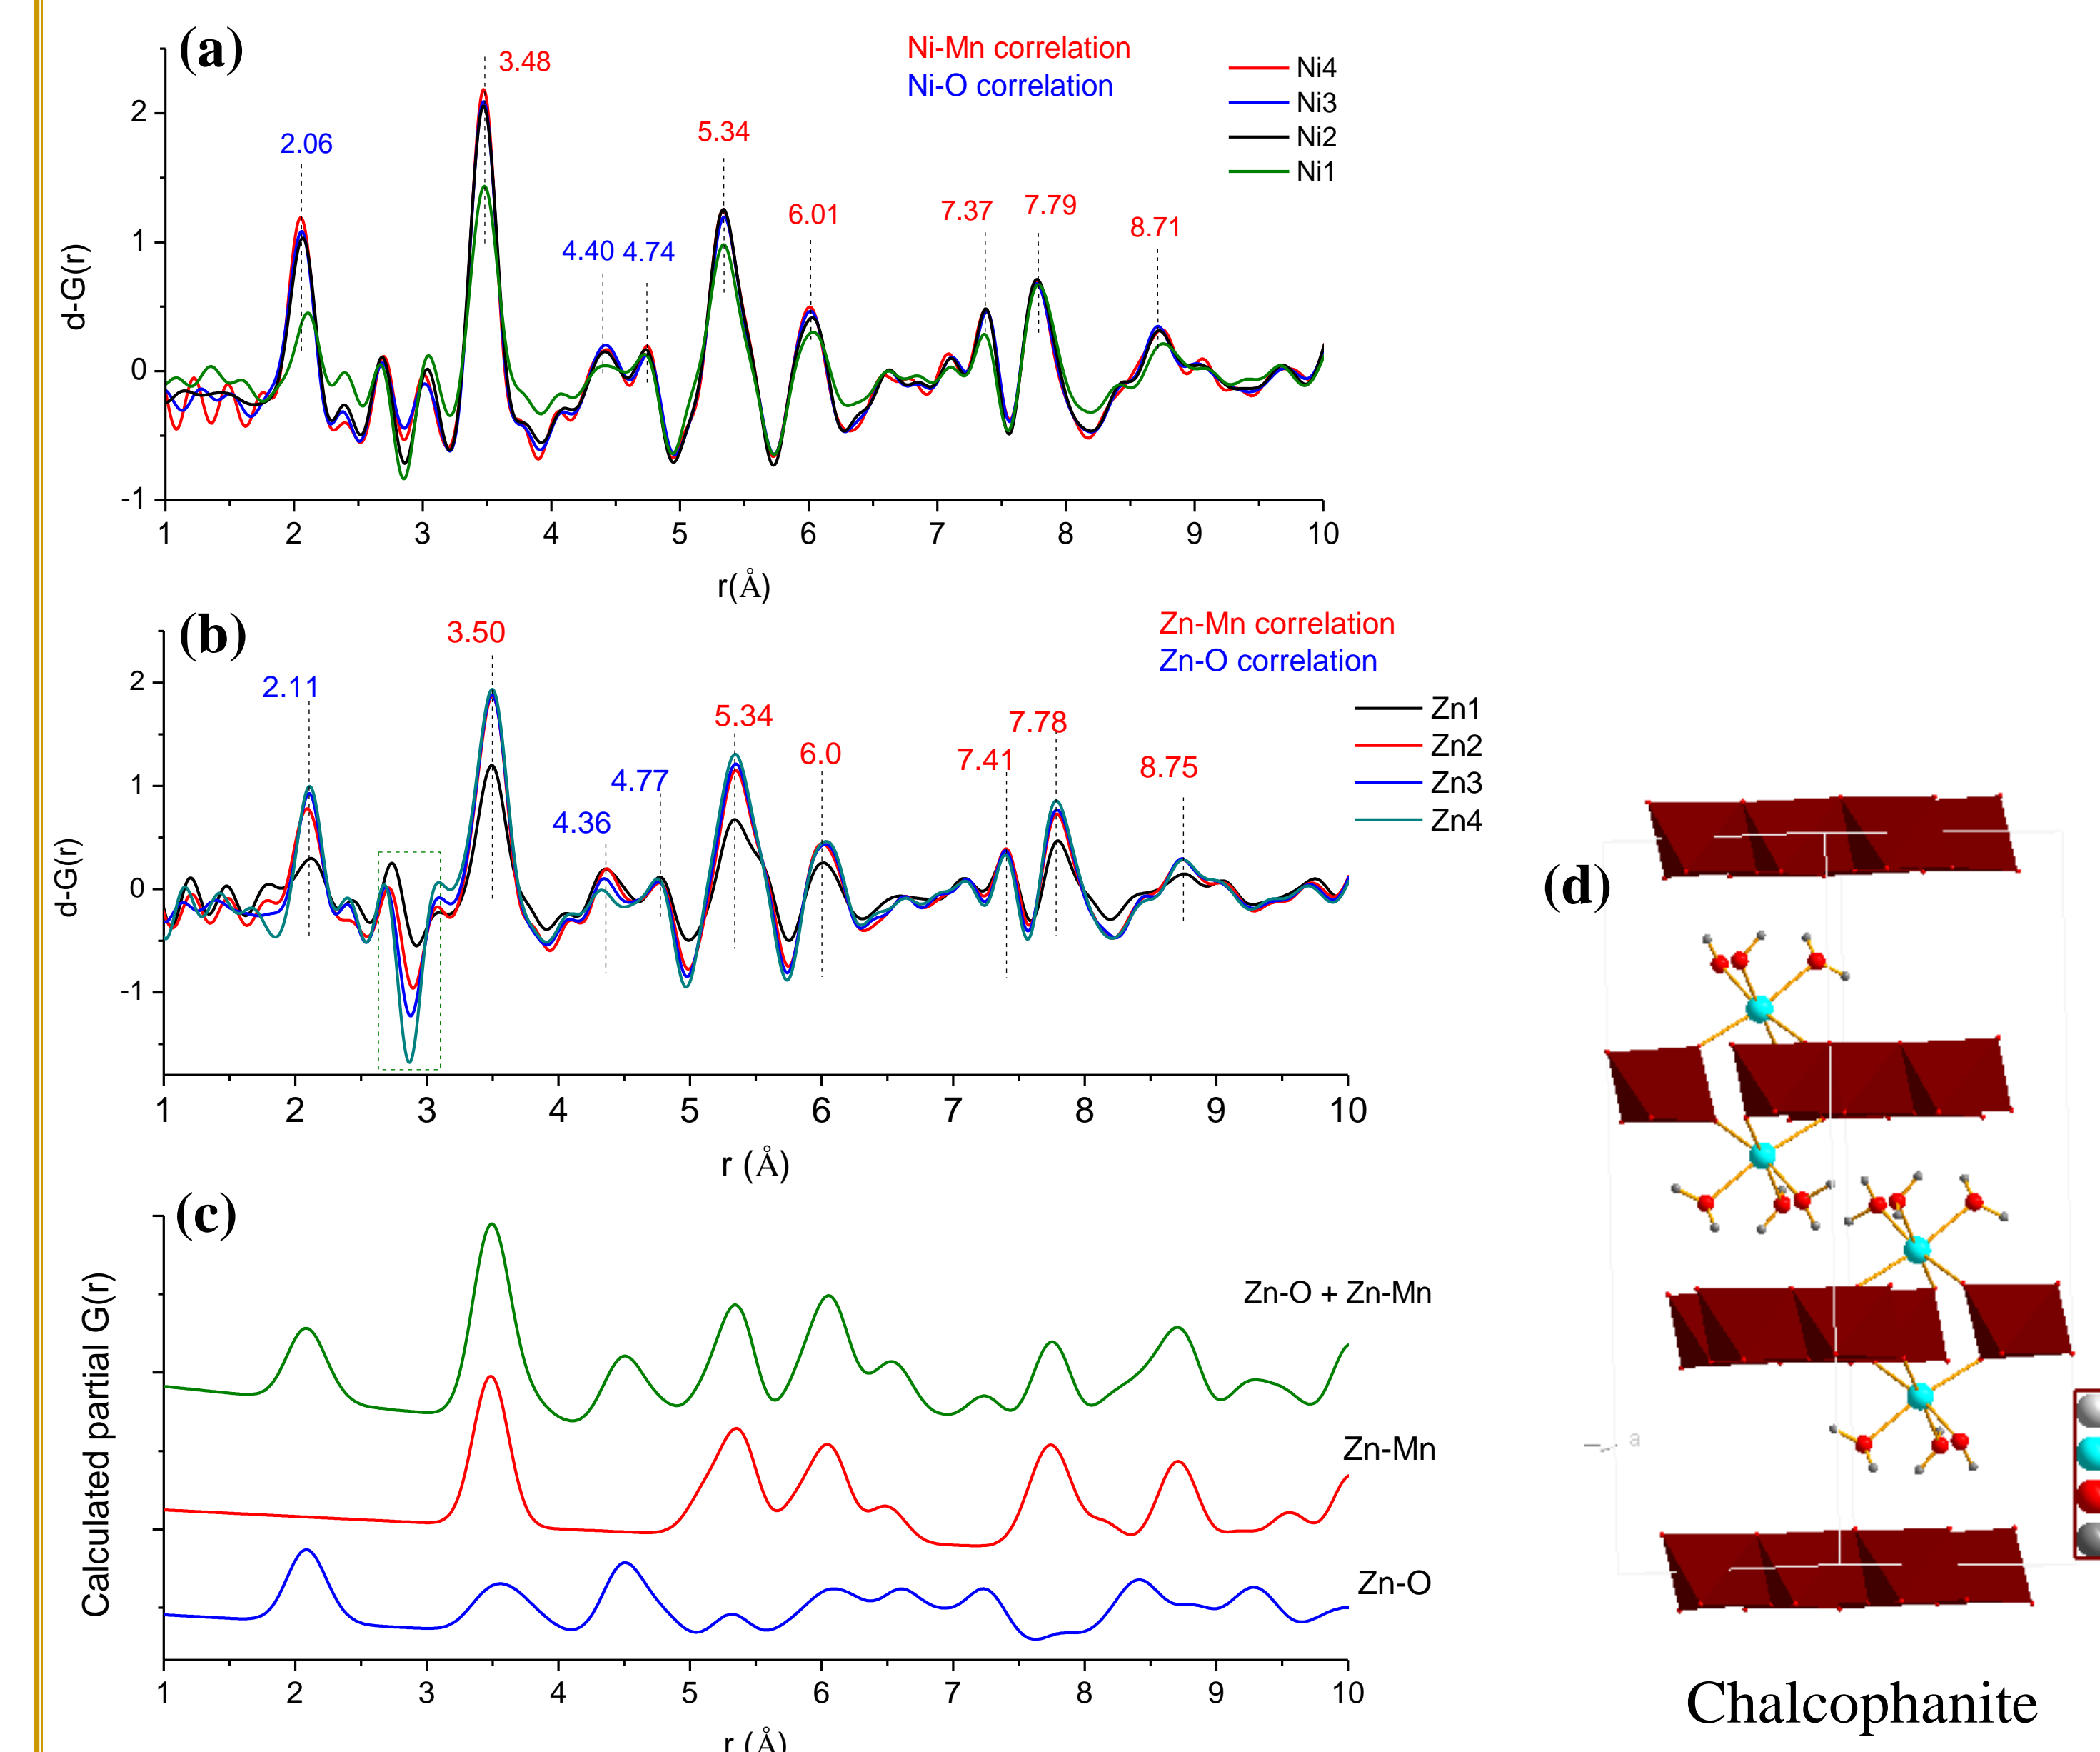 (a)
Ni-Mn correlation
Ni-O correlation
Ni4
Ni3
Ni2
Ni1
3.48
2.06
5.34
4.40 4.74
6.01
7.37
7.79
8.71
d-G(r)
2
1
0
-1
1 2 3 4 5 6 7 8 9 10
r(Å)
(b)
Zn-Mn correlation
Zn-O correlation
Zn1
Zn2
Zn3
Zn4
3.50
2.11
4.36
4.77
5.34
6.0
7.41
7.78
8.75
d-G(r)
2
1
0
-1
1 2 3 4 5 6 7 8 9 10
r (Å)
(c)
Zn-O + Zn-Mn
Zn-Mn
Zn-O
Calculated partial G(r)
1 2 3 4 5 6 7 8 9 10
r (Å)
(d)
a
Chalcophanite